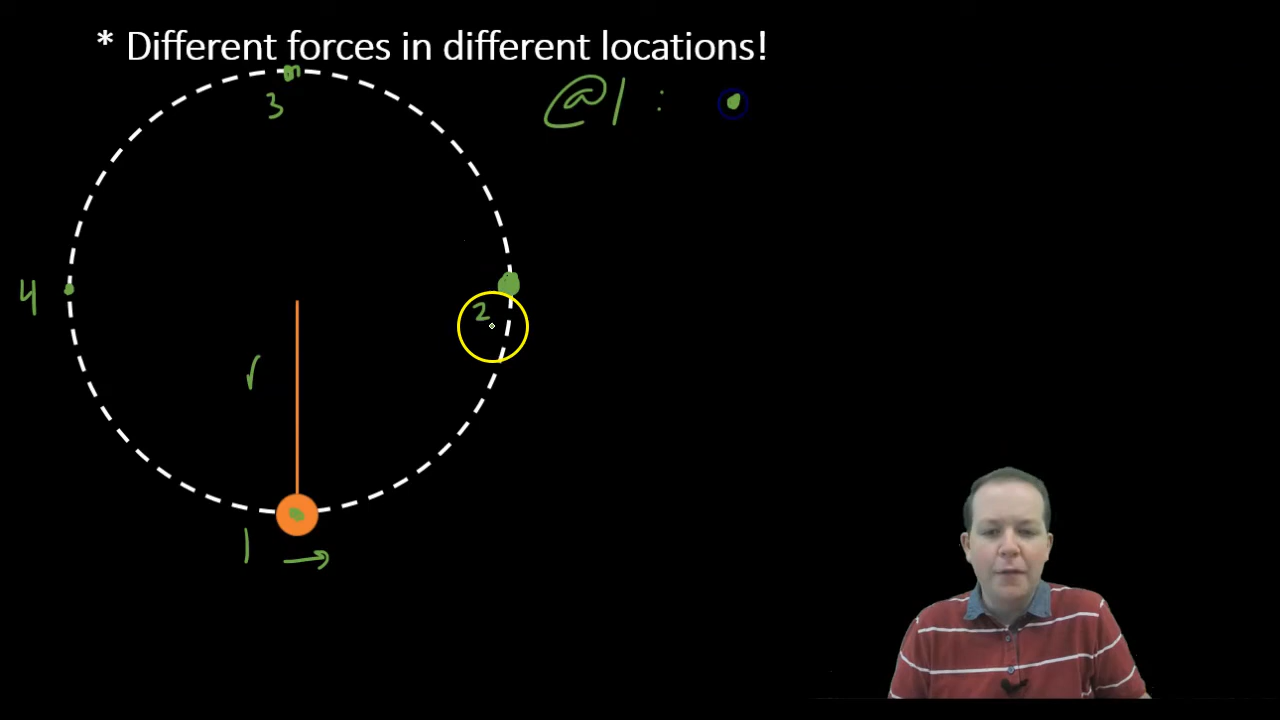 * Different forces in different locations!
@1 :
3
4
2
r
1 →